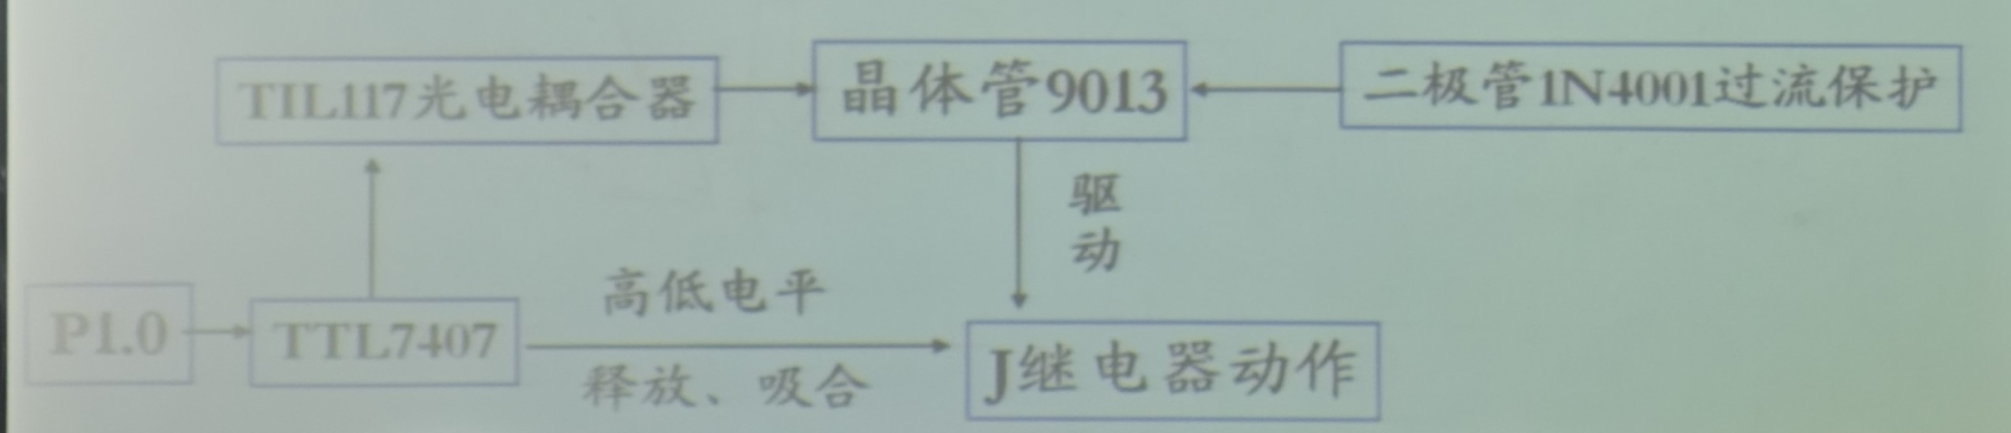 TIL117光电耦合器
晶体管9013
二极管1N4001过流保护
驱
动
高低电平
P1.0
TTL7407
释放、吸合
J继电器动作